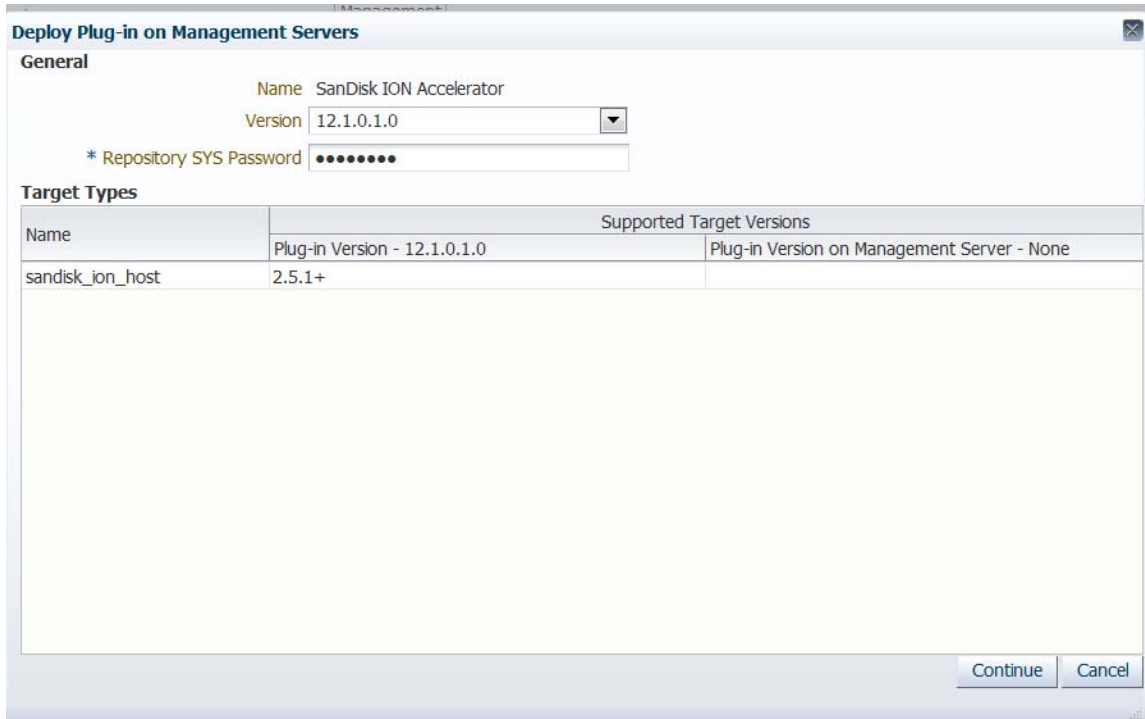 Management
Deploy Plug-in on Management Servers
General
Name SanDisk ION Accelerator
Version 12.1.0.1.0
* Repository SYS Password ●●●●●●●●
Target Types
Name
Supported Target Versions
Plug-in Version - 12.1.0.1.0 Plug-in Version on Management Server - None
sandisk_ion_host 2.5.1+
Continue Cancel